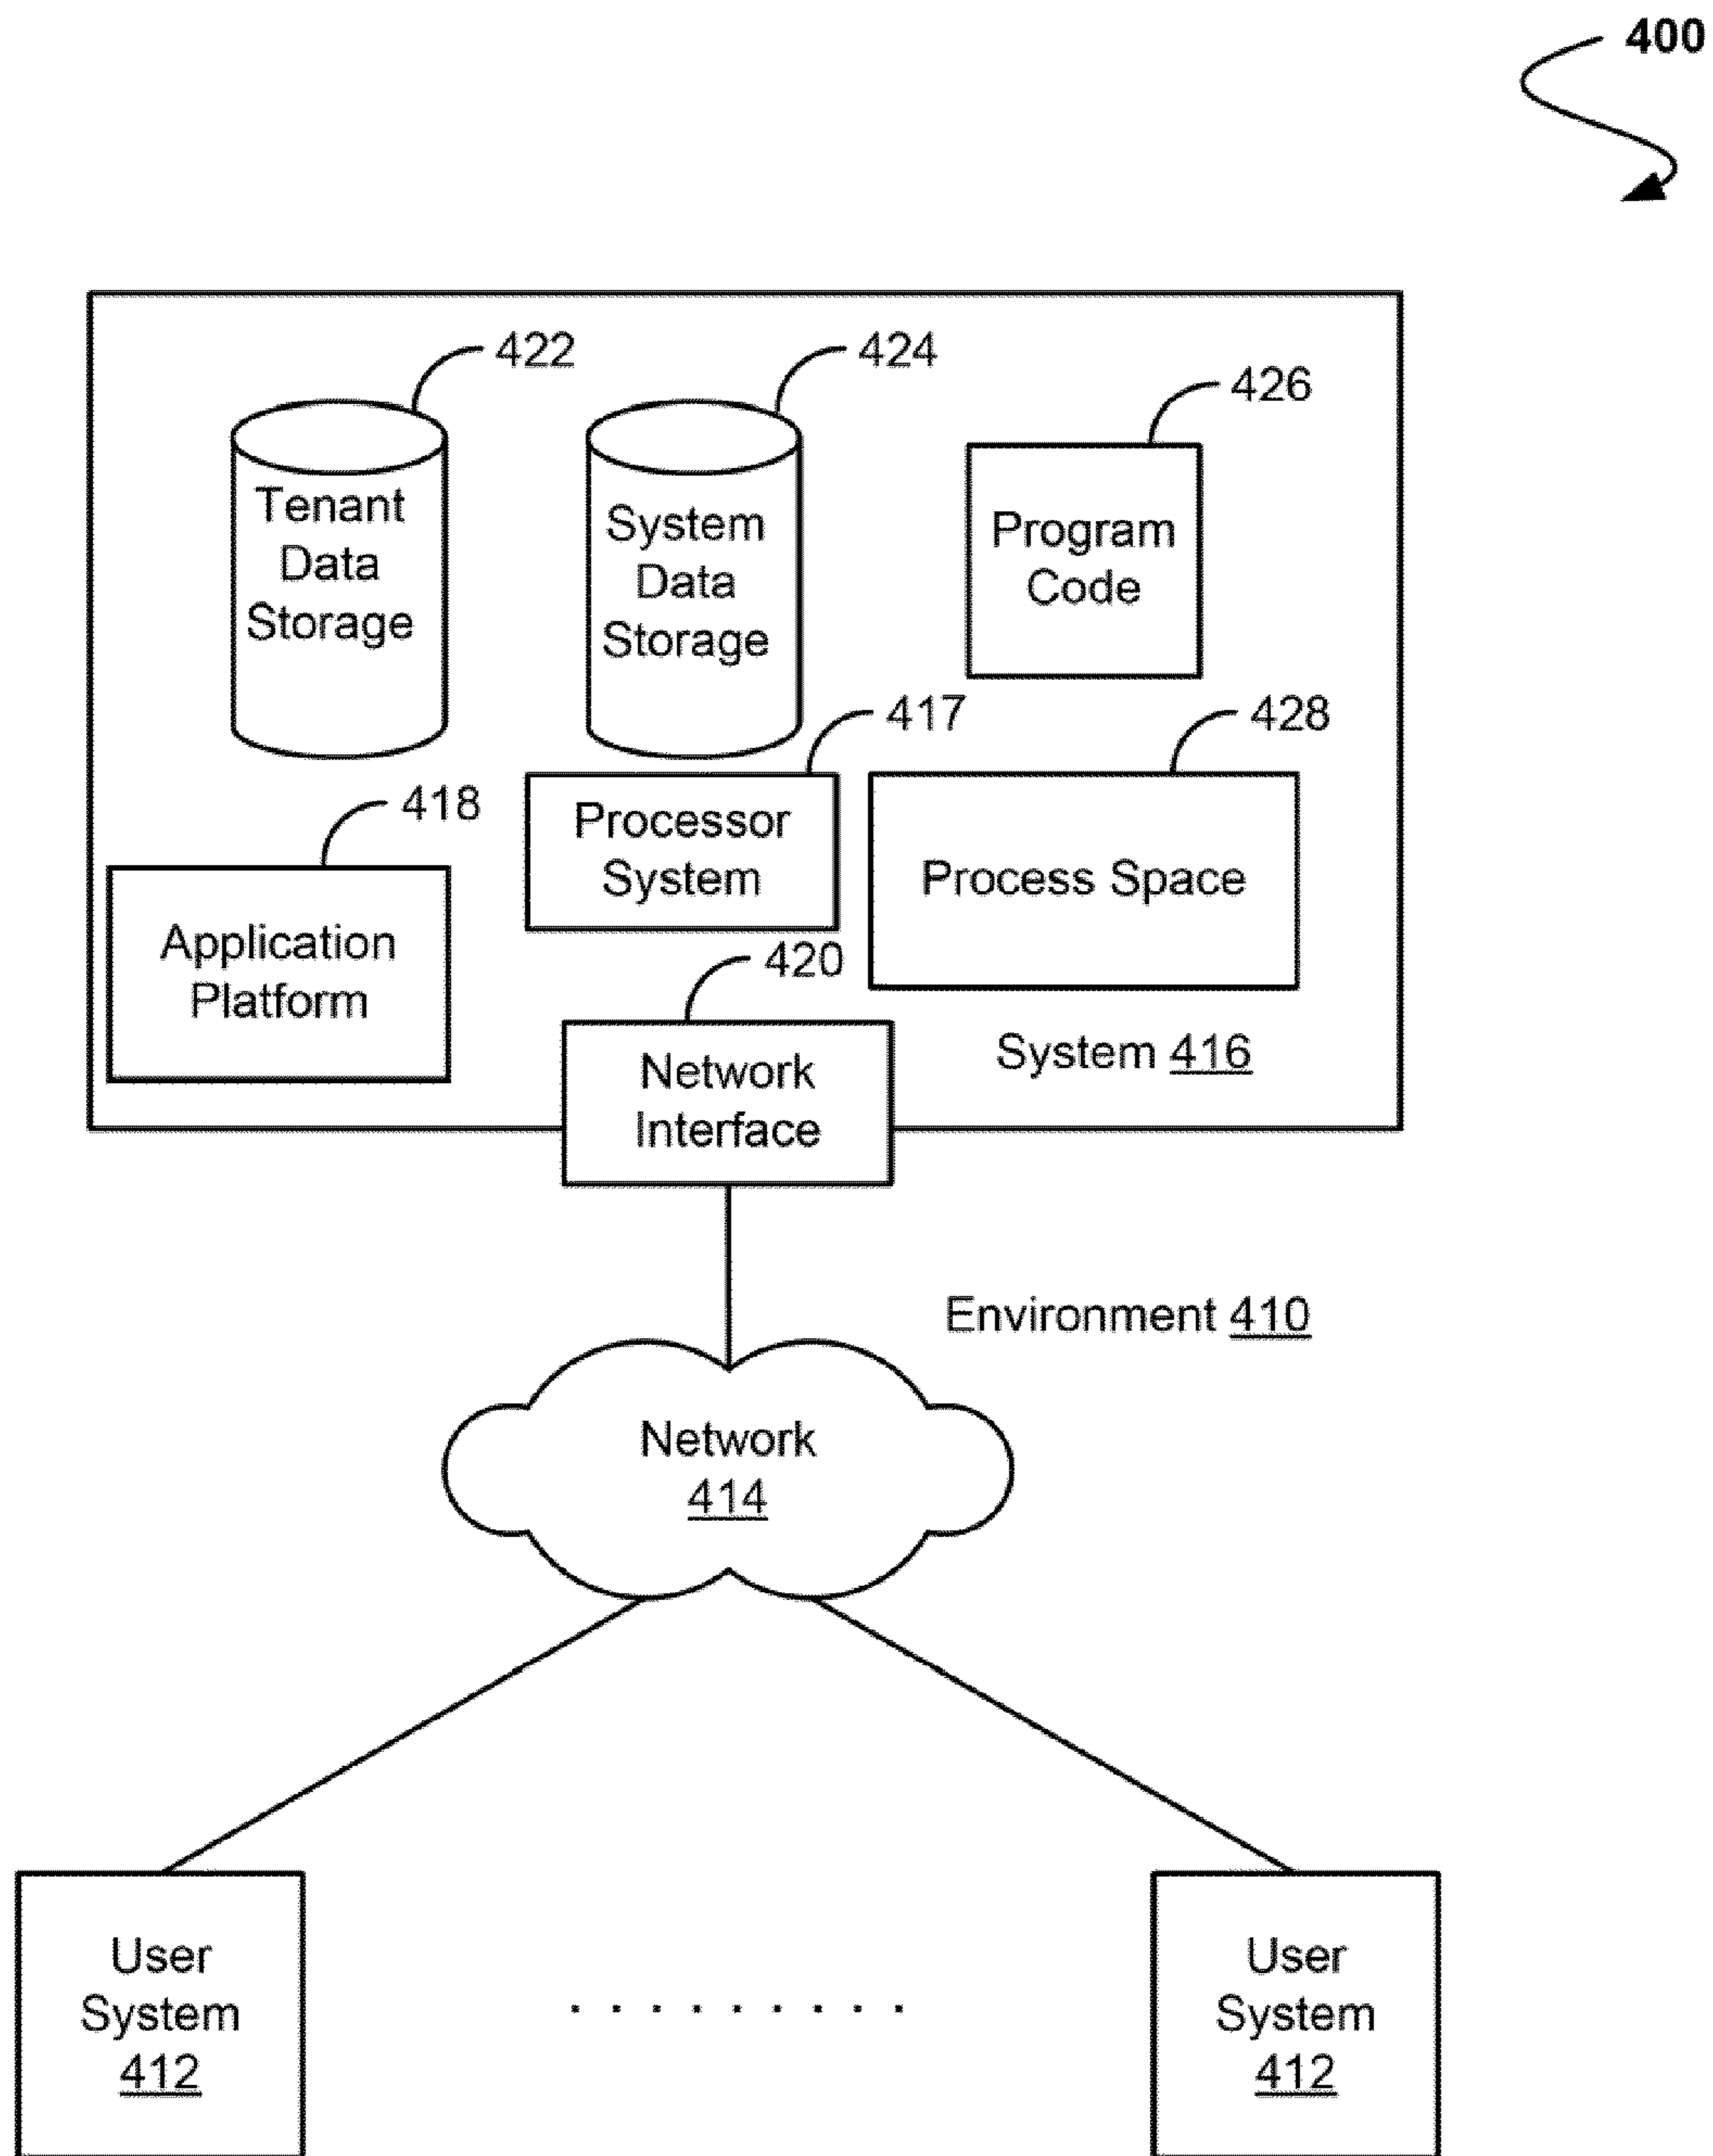 400
422
424
426
Tenant
Data
Storage
System
Data
Storage
Program
Code
417
428
418
Processor
System
Process Space
Application
Platform
420
Network
Interface
System 416
Environment 410
Network
414
User
System
412
. . . . . . . . .
User
System
412